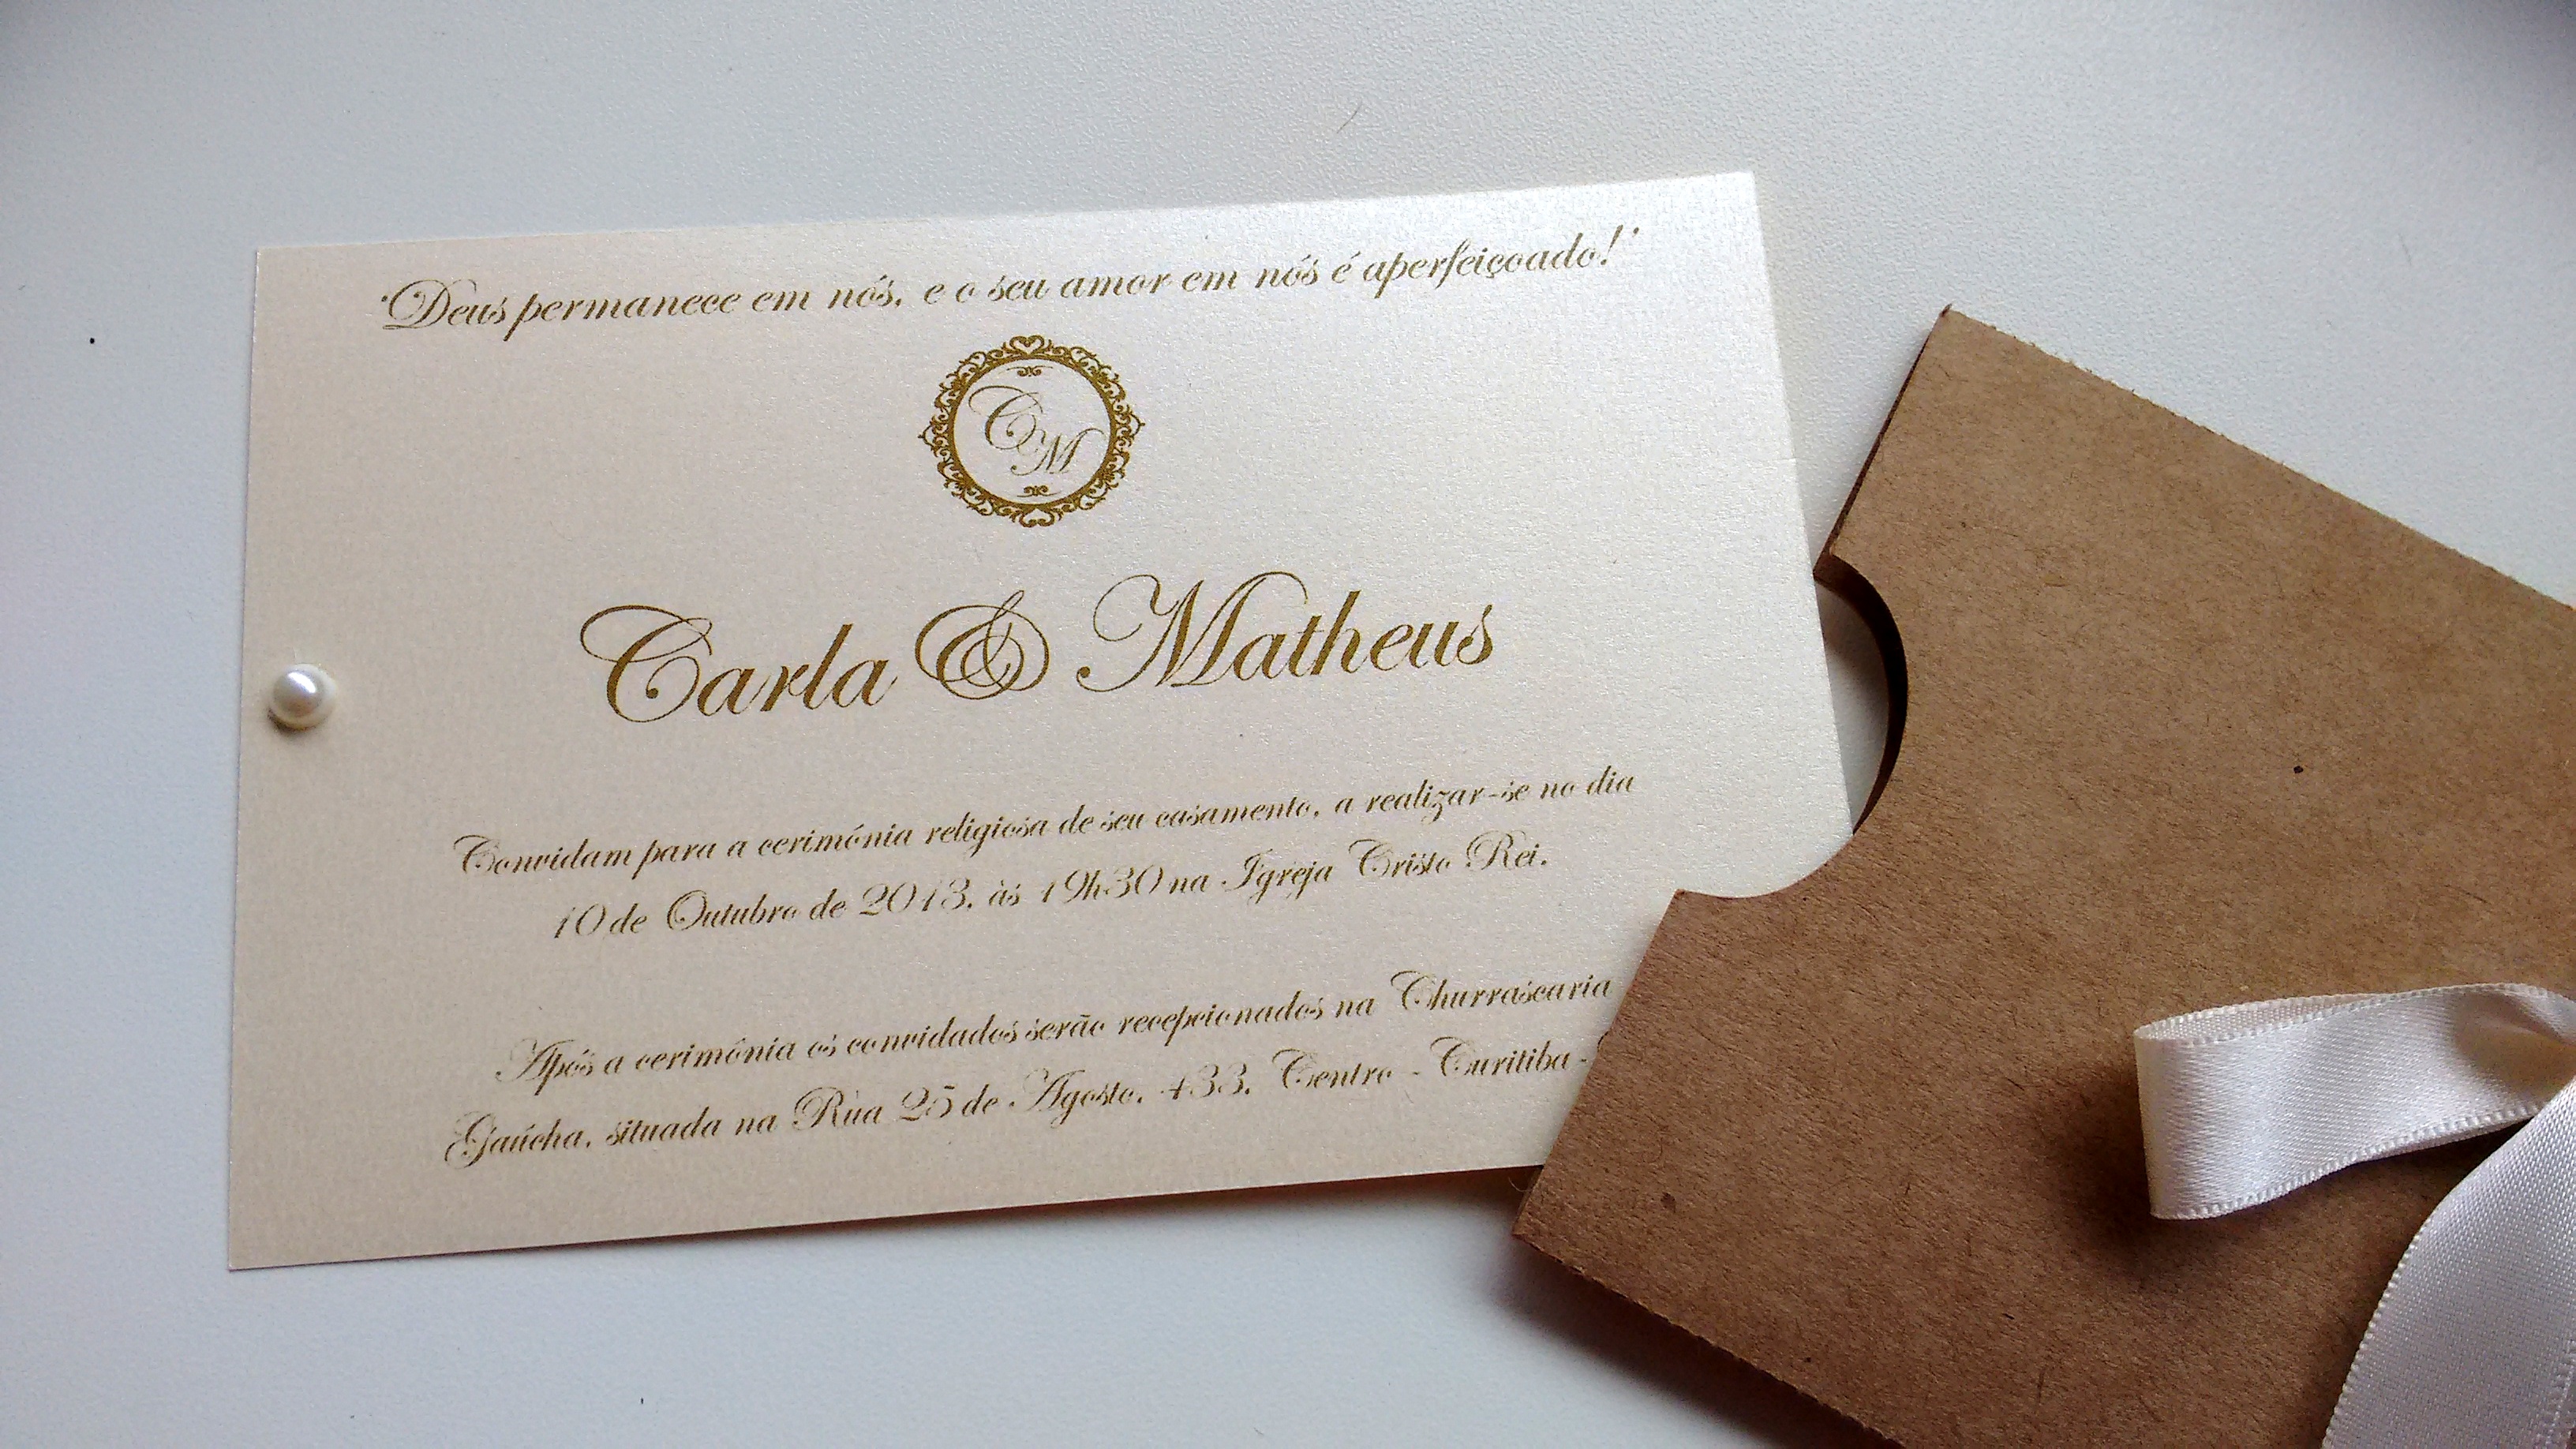 "Deus permanece em nós, e o seu amor em nós é aperfeiçoado!"
C M
Carla & Matheus
Convidam para a cerimônia religiosa de seu casamento, a realizar-se no dia
10 de Outubro de 2013, às 19h30 na Igreja Cristo Rei.
Após a cerimônia os convidados serão recepcionados na Churrascaria
Gaúcha, situada na Rua 25 de Agosto, 433, Centro - Curitiba -